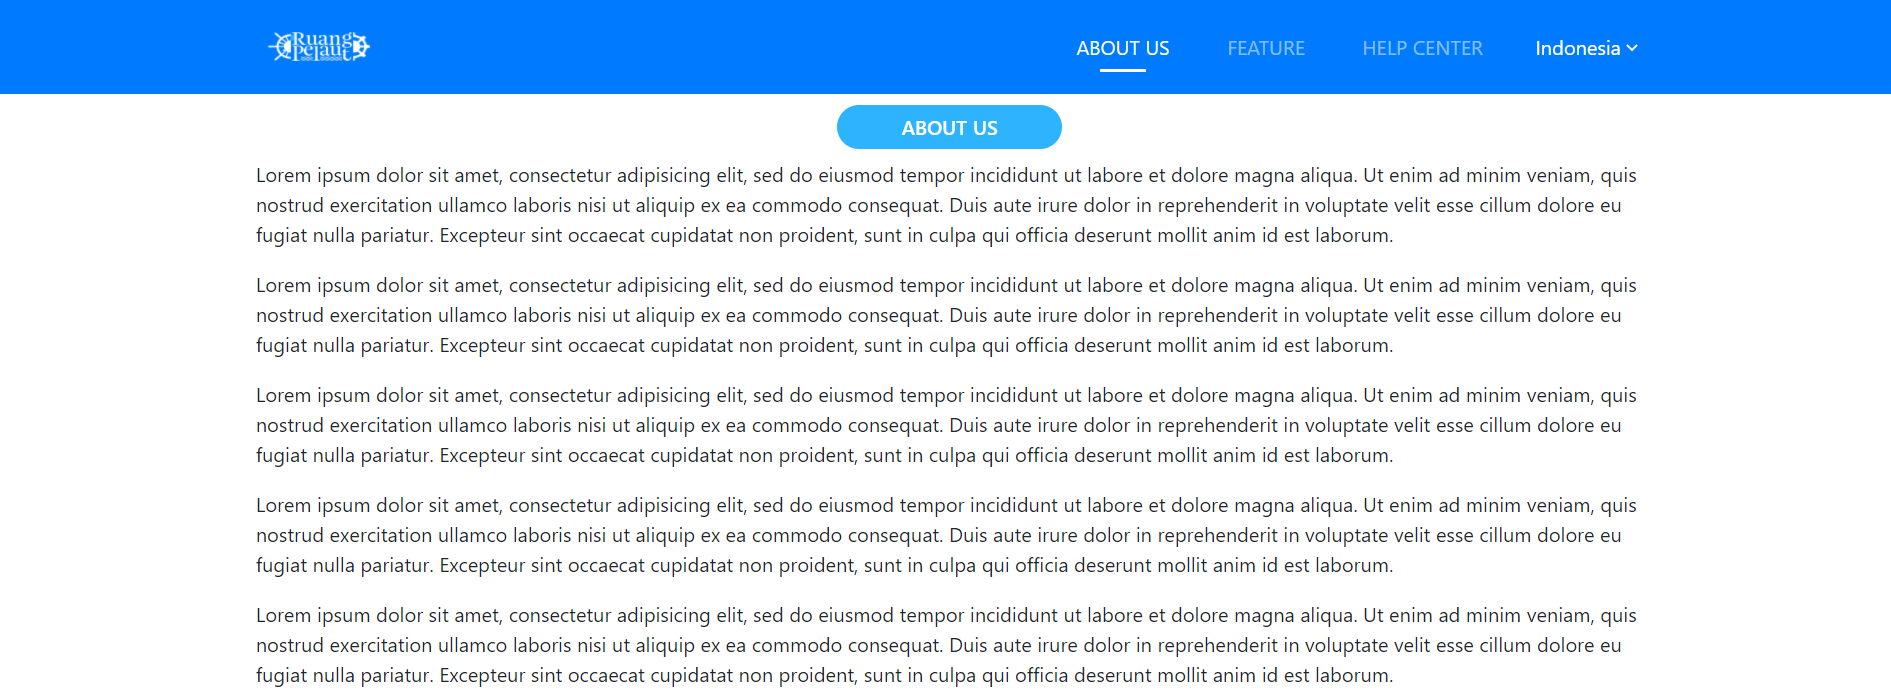 Ruang
Pelaut
ABOUT US
FEATURE
HELP CENTER
Indonesia
ABOUT US
Lorem ipsum dolor sit amet, consectetur adipisicing elit, sed do eiusmod tempor incididunt ut labore et dolore magna aliqua. Ut enim ad minim veniam, quis
nostrud exercitation ullamco laboris nisi ut aliquip ex ea commodo consequat. Duis aute irure dolor in reprehenderit in voluptate velit esse cillum dolore eu
fugiat nulla pariatur. Excepteur sint occaecat cupidatat non proident, sunt in culpa qui officia deserunt mollit anim id est laborum.
Lorem ipsum dolor sit amet, consectetur adipisicing elit, sed do eiusmod tempor incididunt ut labore et dolore magna aliqua. Ut enim ad minim veniam, quis
nostrud exercitation ullamco laboris nisi ut aliquip ex ea commodo consequat. Duis aute irure dolor in reprehenderit in voluptate velit esse cillum dolore eu
fugiat nulla pariatur. Excepteur sint occaecat cupidatat non proident, sunt in culpa qui officia deserunt mollit anim id est laborum.
Lorem ipsum dolor sit amet, consectetur adipisicing elit, sed do eiusmod tempor incididunt ut labore et dolore magna aliqua. Ut enim ad minim veniam, quis
nostrud exercitation ullamco laboris nisi ut aliquip ex ea commodo consequat. Duis aute irure dolor in reprehenderit in voluptate velit esse cillum dolore eu
fugiat nulla pariatur. Excepteur sint occaecat cupidatat non proident, sunt in culpa qui officia deserunt mollit anim id est laborum.
Lorem ipsum dolor sit amet, consectetur adipisicing elit, sed do eiusmod tempor incididunt ut labore et dolore magna aliqua. Ut enim ad minim veniam, quis
nostrud exercitation ullamco laboris nisi ut aliquip ex ea commodo consequat. Duis aute irure dolor in reprehenderit in voluptate velit esse cillum dolore eu
fugiat nulla pariatur. Excepteur sint occaecat cupidatat non proident, sunt in culpa qui officia deserunt mollit anim id est laborum.
Lorem ipsum dolor sit amet, consectetur adipisicing elit, sed do eiusmod tempor incididunt ut labore et dolore magna aliqua. Ut enim ad minim veniam, quis
nostrud exercitation ullamco laboris nisi ut aliquip ex ea commodo consequat. Duis aute irure dolor in reprehenderit in voluptate velit esse cillum dolore eu
fugiat nulla pariatur. Excepteur sint occaecat cupidatat non proident, sunt in culpa qui officia deserunt mollit anim id est laborum.